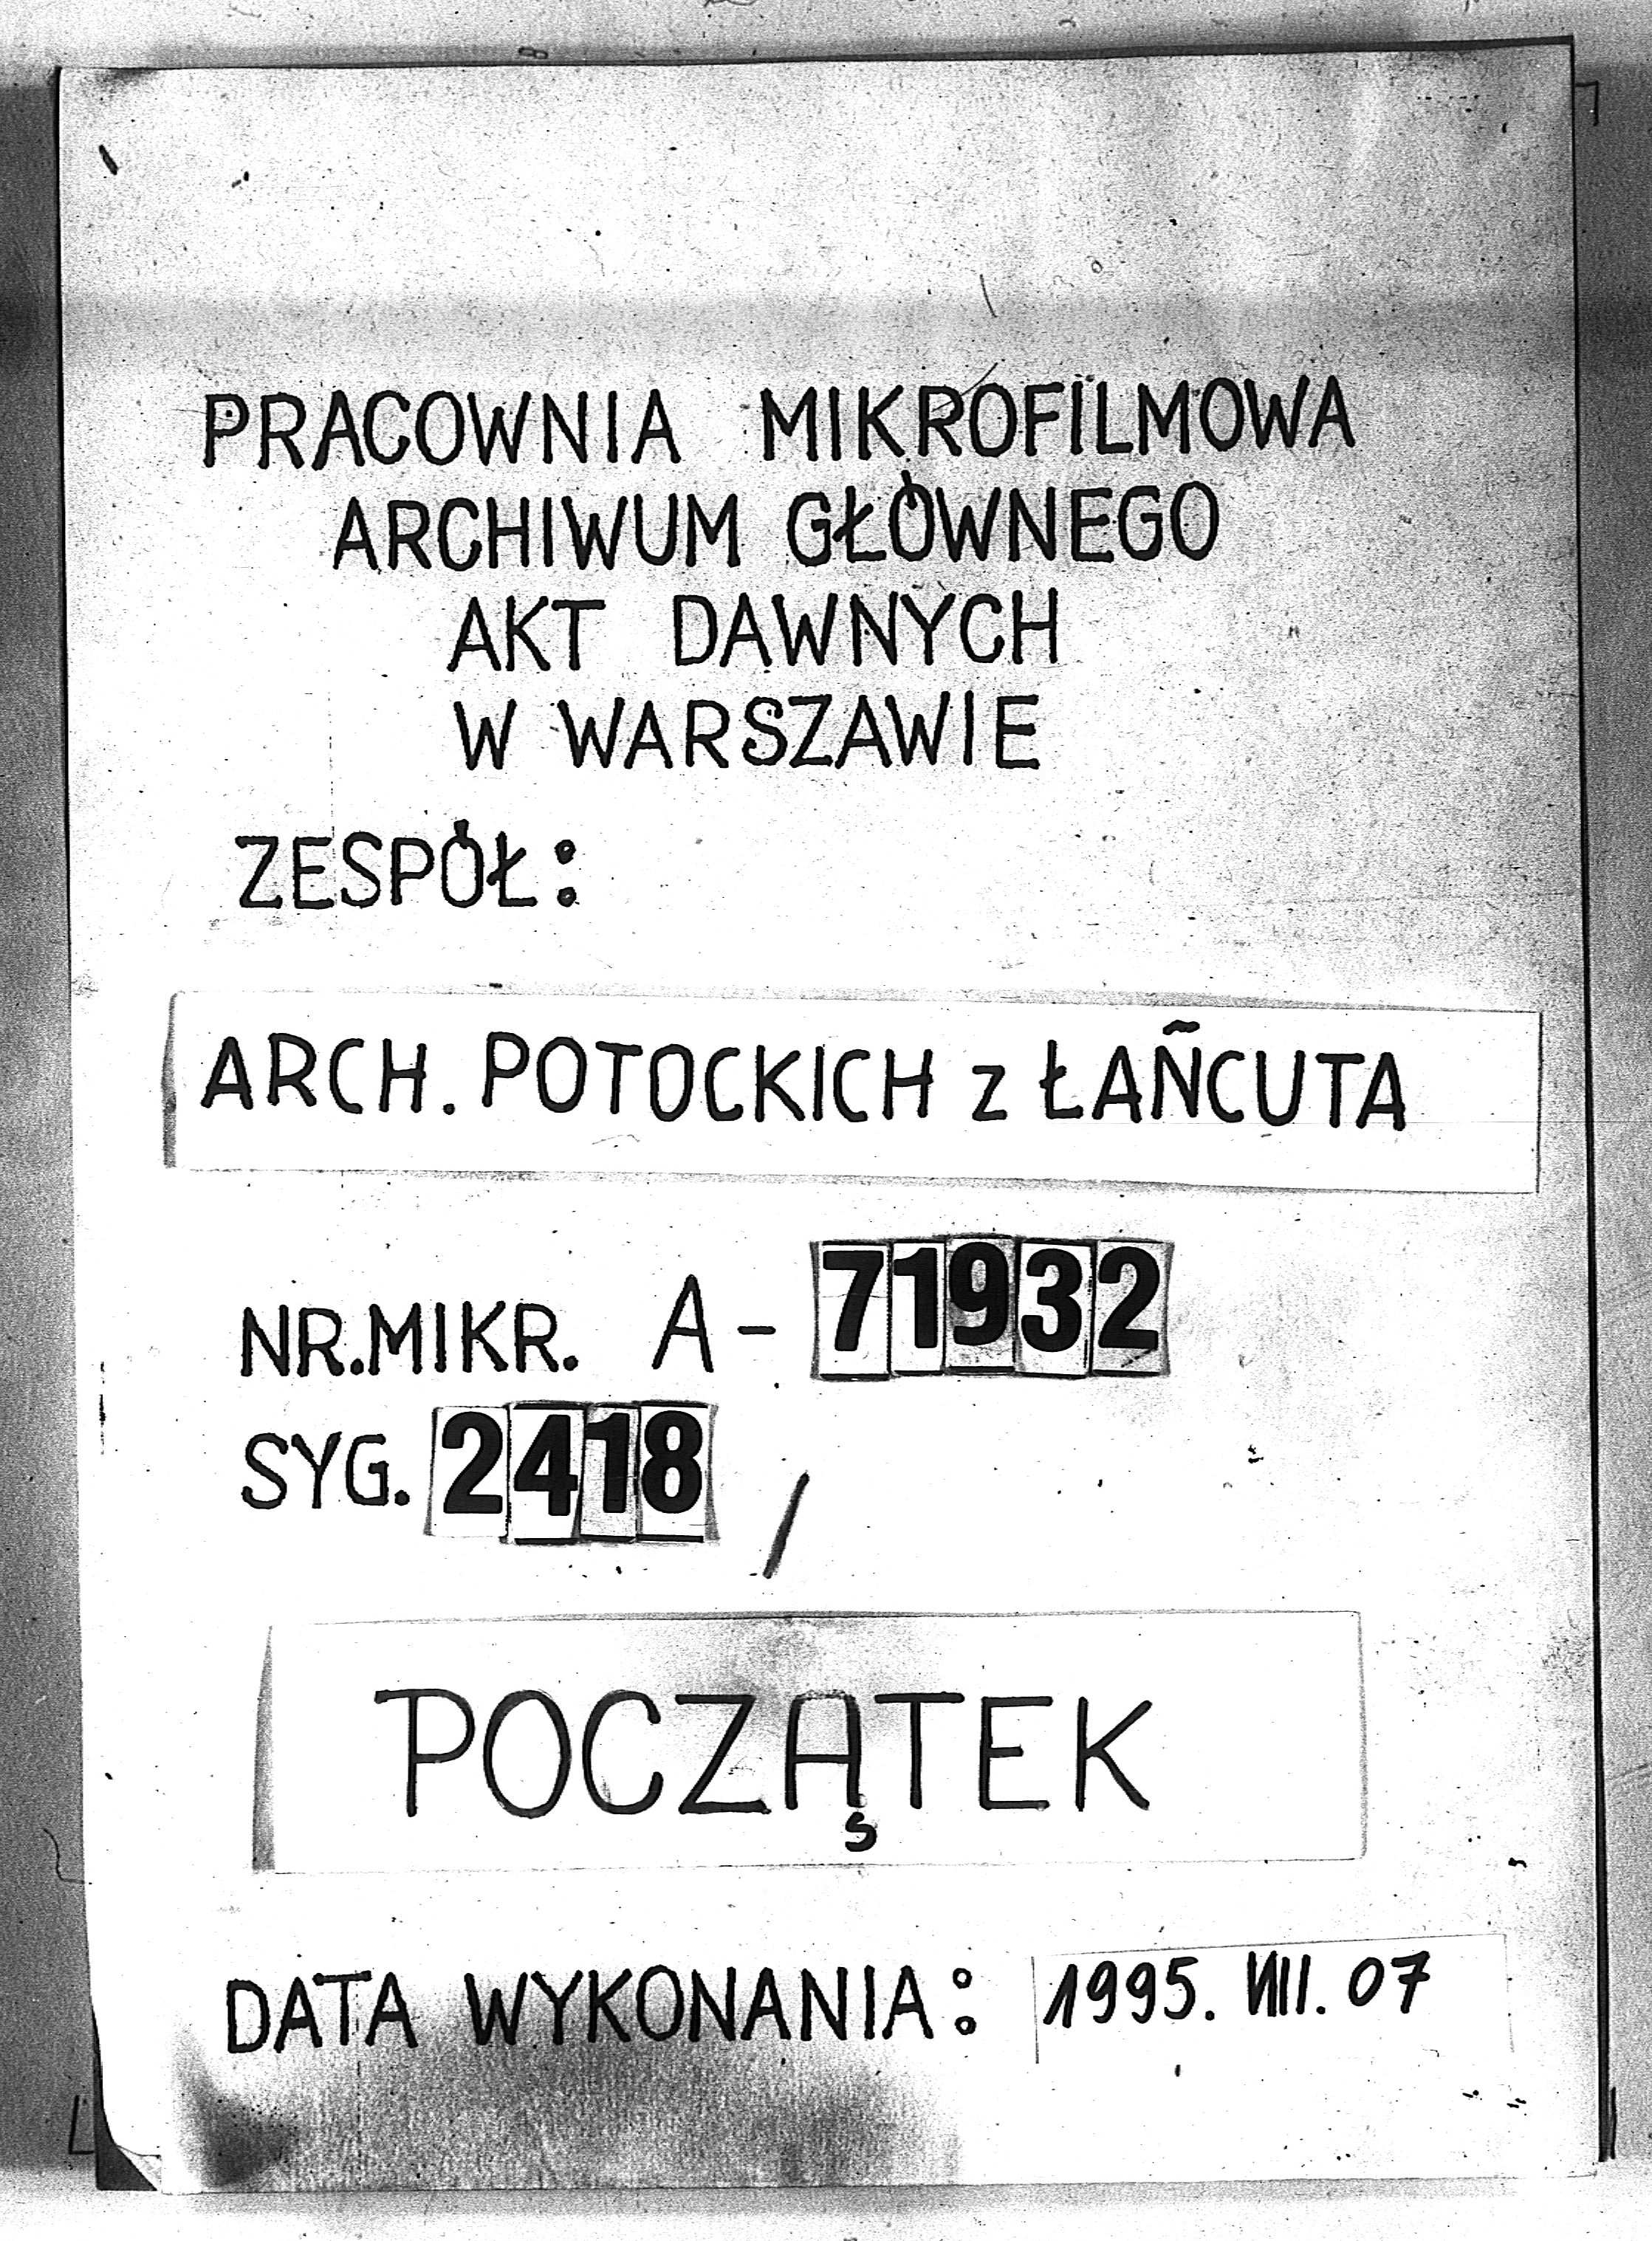 PRACOWNIA MIKROFILMOWA
ARCHIWUM GŁÓWNEGO
AKT DAWNYCH
W WARSZAWIE
ZESPÓŁ:
ARCH. POTOCKICH z ŁAŃCUTA
NR.MIKR. A-71932
SYG. 2418 /
POCZĄTEK
DATA WYKONANIA: 1995. VIII. 07